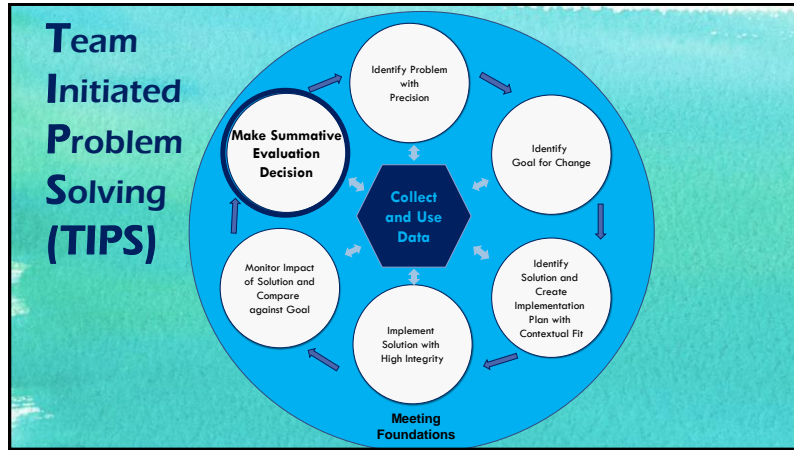 Team
Initiated
Problem
Solving
(TIPS)
Identify Problem
with
Precision
Identify
Goal for Change
Identify
Solution and
Create
Implementation
Plan with
Contextual Fit
Implement
Solution with
High Integrity
Monitor Impact
of Solution and
Compare
against Goal
Make Summative
Evaluation
Decision
Collect
and Use
Data
Meeting
Foundations